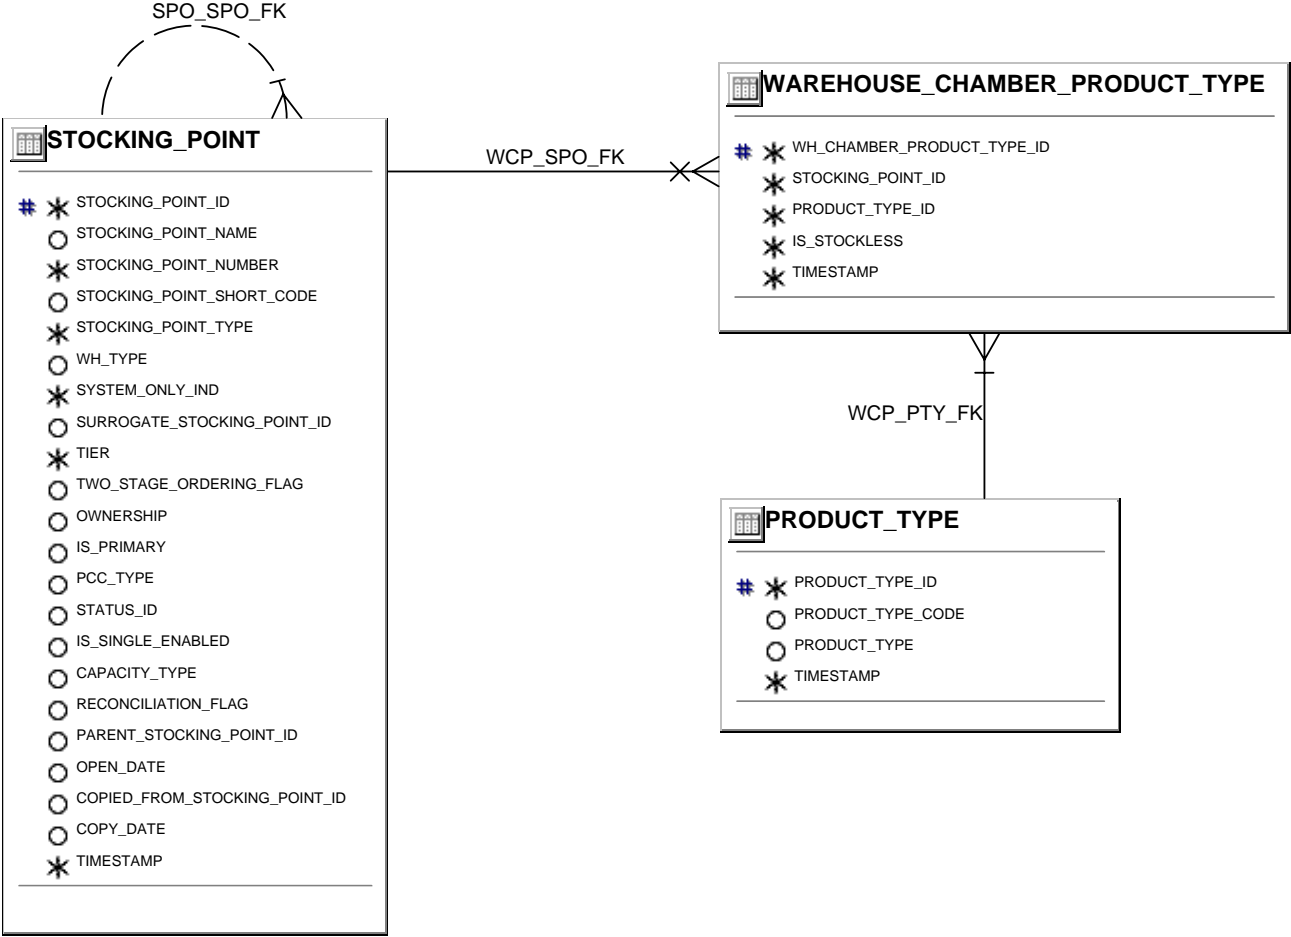 SPO_SPO_FK
STOCKING_POINT
# STOCKING_POINT_ID
STOCKING_POINT_NAME
STOCKING_POINT_NUMBER
STOCKING_POINT_SHORT_CODE
STOCKING_POINT_TYPE
WH_TYPE
SYSTEM_ONLY_IND
SURROGATE_STOCKING_POINT_ID
TIER
TWO_STAGE_ORDERING_FLAG
OWNERSHIP
IS_PRIMARY
PCC_TYPE
STATUS_ID
IS_SINGLE_ENABLED
CAPACITY_TYPE
RECONCILIATION_FLAG
PARENT_STOCKING_POINT_ID
OPEN_DATE
COPIED_FROM_STOCKING_POINT_ID
COPY_DATE
TIMESTAMP
WCP_SPO_FK
WAREHOUSE_CHAMBER_PRODUCT_TYPE
# WH_CHAMBER_PRODUCT_TYPE_ID
STOCKING_POINT_ID
PRODUCT_TYPE_ID
IS_STOCKLESS
TIMESTAMP
WCP_PTY_FK
PRODUCT_TYPE
# PRODUCT_TYPE_ID
PRODUCT_TYPE_CODE
PRODUCT_TYPE
TIMESTAMP